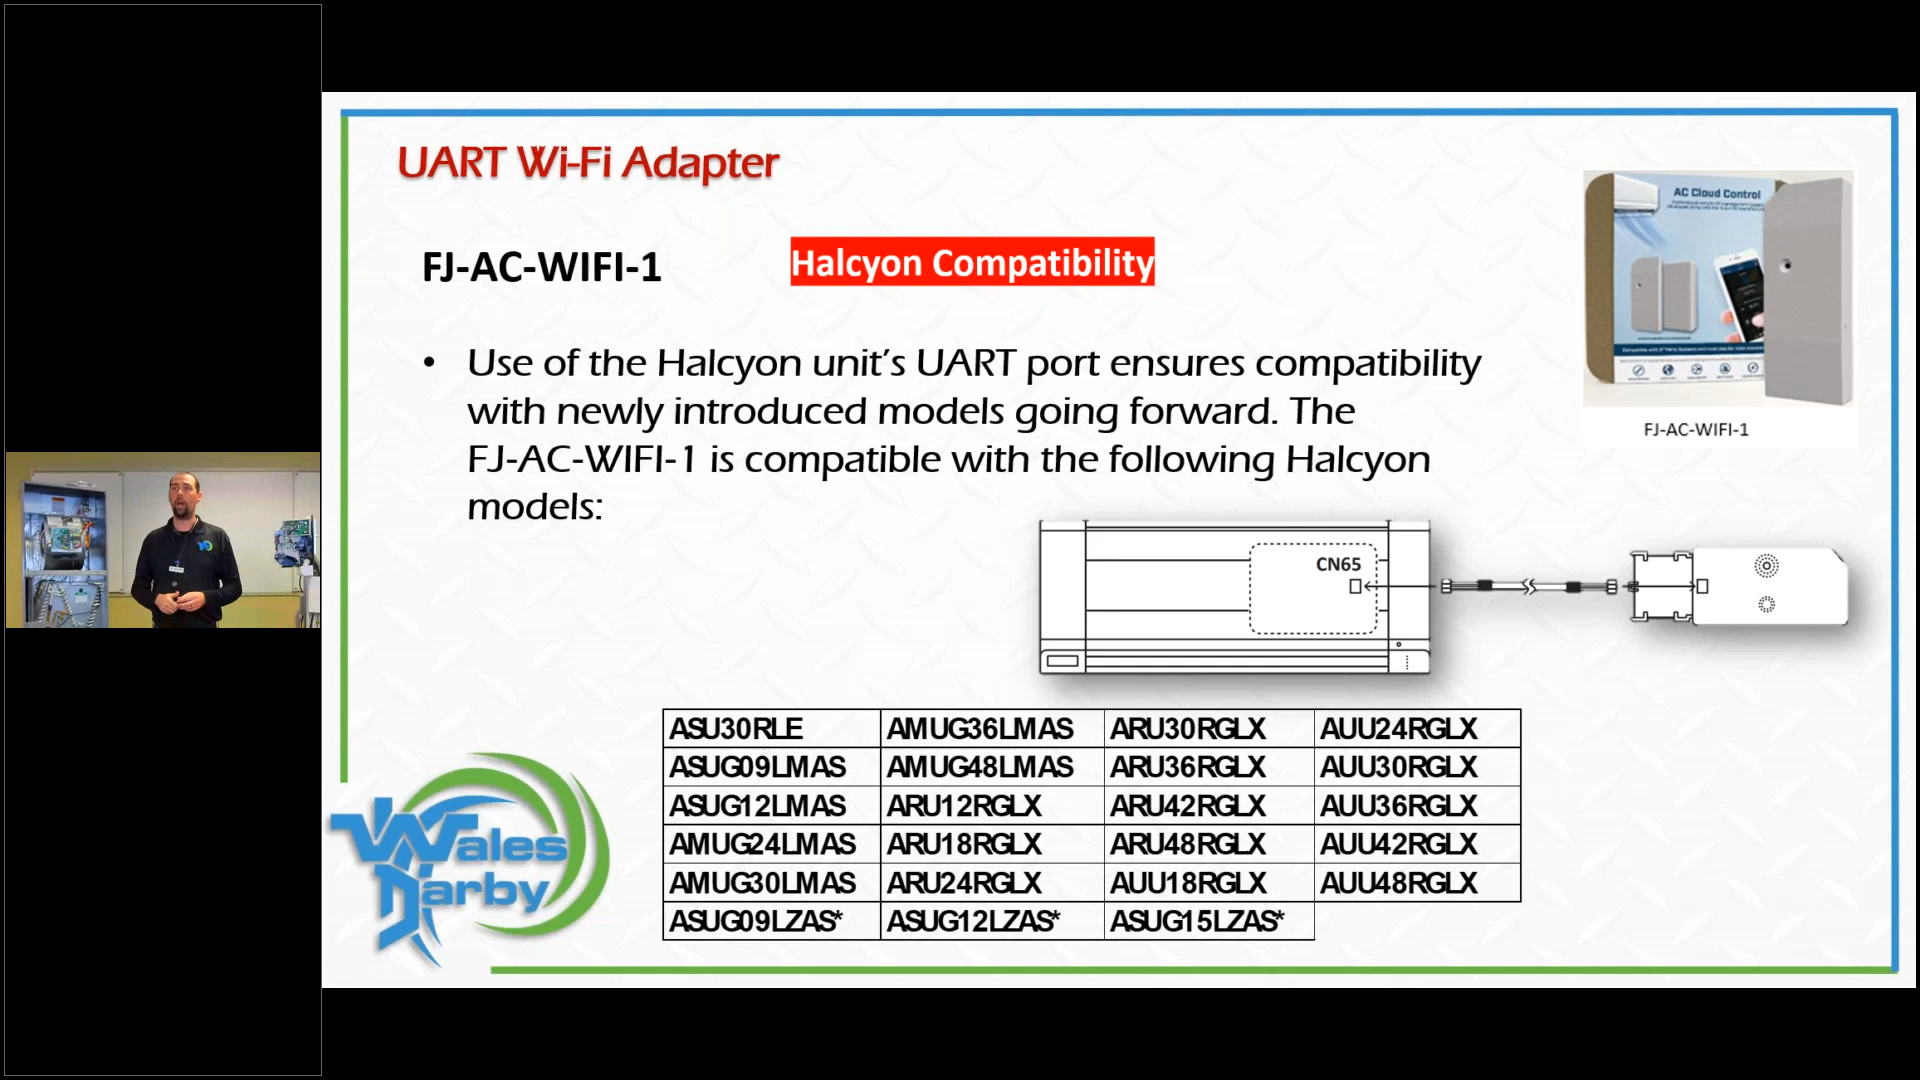 UART Wi-Fi Adapter
FJ-AC-WIFI-1
Halcyon Compatibility
AC Cloud Control
FJ-AC-WIFI-1
• Use of the Halcyon unit’s UART port ensures compatibility
with newly introduced models going forward. The
FJ-AC-WIFI-1 is compatible with the following Halcyon
models:
CN65
ASU30RLE AMUG36LMAS ARU30RGLX AUU24RGLX
ASUG09LMAS AMUG48LMAS ARU36RGLX AUU30RGLX
ASUG12LMAS ARU12RGLX ARU42RGLX AUU36RGLX
AMUG24LMAS ARU18RGLX ARU48RGLX AUU42RGLX
AMUG30LMAS ARU24RGLX AUU18RGLX AUU48RGLX
ASUG09LZAS* ASUG12LZAS* ASUG15LZAS*
Wales
Darby